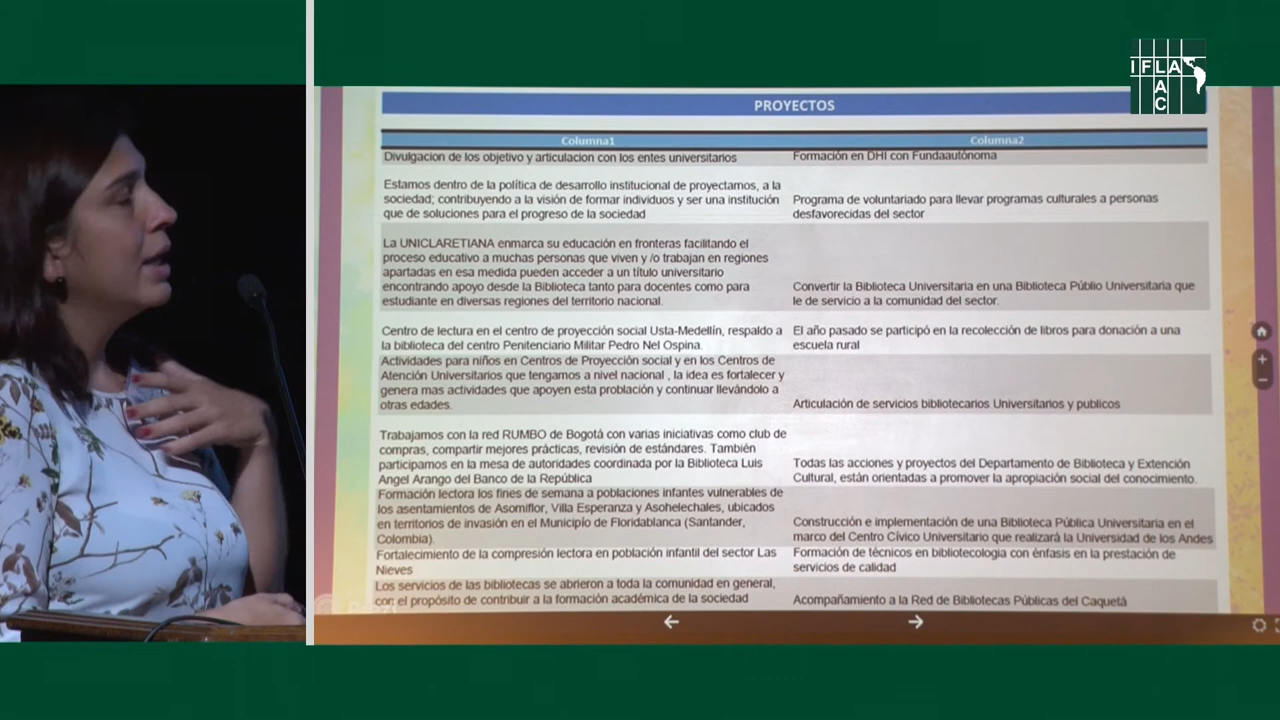 IFLA
LAC
PROYECTOS
Columna1
Columna2
Divulgacion de los objetivo y articulacion con los entes universitarios
Formación en DHI con Fundaautónoma
Estamos dentro de la política de desarrollo institucional de proyectamos, a la
sociedad; contribuyendo a la visión de formar individuos y ser una institución
que de soluciones para el progreso de la sociedad
Programa de voluntariado para llevar programas culturales a personas
desfavorecidas del sector
La UNICLARETIANA enmarca su educación en fronteras facilitando el
proceso educativo a muchas personas que viven y /o trabajan en regiones
apartadas en esa medida pueden acceder a un título universitario
encontrando apoyo desde la Biblioteca tanto para docentes como para
estudiante en diversas regiones del territorio nacional.
Convertir la Biblioteca Universitaria en una Biblioteca Públio Universitaria que
le de servicio a la comunidad del sector.
Centro de lectura en el centro de proyección social Usta-Medellín, respaldo a
la biblioteca del centro Penitenciario Militar Pedro Nel Ospina.
El año pasado se participó en la recolección de libros para donación a una
escuela rural
Actividades para niños en Centros de Proyección social y en los Centros de
Atención Universitarios que tengamos a nivel nacional , la idea es fortalecer y
genera mas actividades que apoyen esta problación y continuar llevándolo a
otras edades.
Articulación de servicios bibliotecarios Universitarios y publicos
Trabajamos con la red RUMBO de Bogotá con varias iniciativas como club de
compras, compartir mejores prácticas, revisión de estándares. También
participamos en la mesa de autoridades coordinada por la Biblioteca Luis
Angel Arango del Banco de la República
Todas las acciones y proyectos del Departamento de Biblioteca y Extención
Cultural, están orientadas a promover la apropiación social del conocimiento.
Formación lectora los fines de semana a poblaciones infantes vulnerables de
los asentamientos de Asomiflor, Villa Esperanza y Asohelechales, ubicados
en territorios de invasión en el Municipio de Floridablanca (Santander,
Colombia).
Construcción e implementación de una Biblioteca Pública Universitaria en el
marco del Centro Cívico Universitario que realizará la Universidad de los Andes
Fortalecimiento de la compresión lectora en población infantil del sector Las
Nieves
Formación de técnicos en bibliotecologia con énfasis en la prestación de
servicios de calidad
Los servicios de las bibliotecas se abrieron a toda la comunidad en general,
con el propósito de contribuir a la formación académica de la sociedad
Acompañamiento a la Red de Bibliotecas Públicas del Caquetá